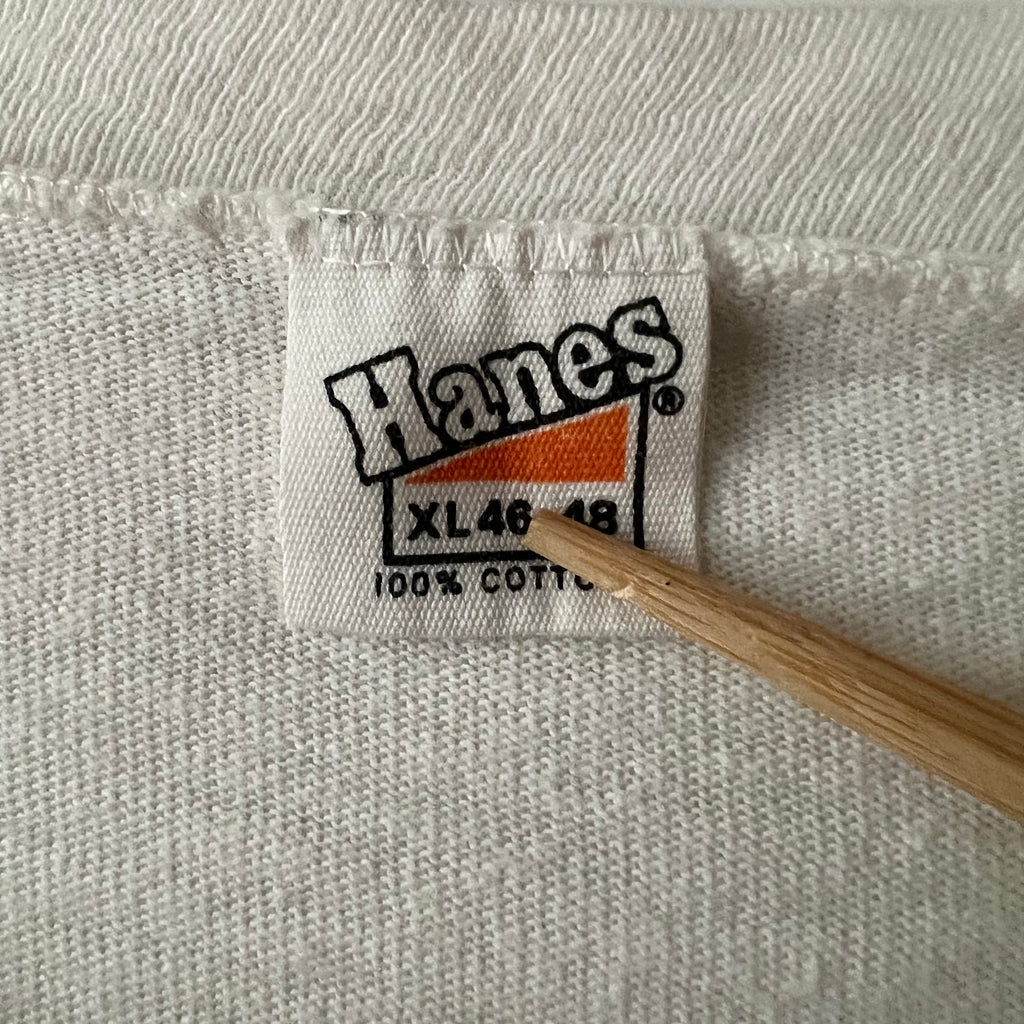 Hanes®
XL 46 48
100% COTTO